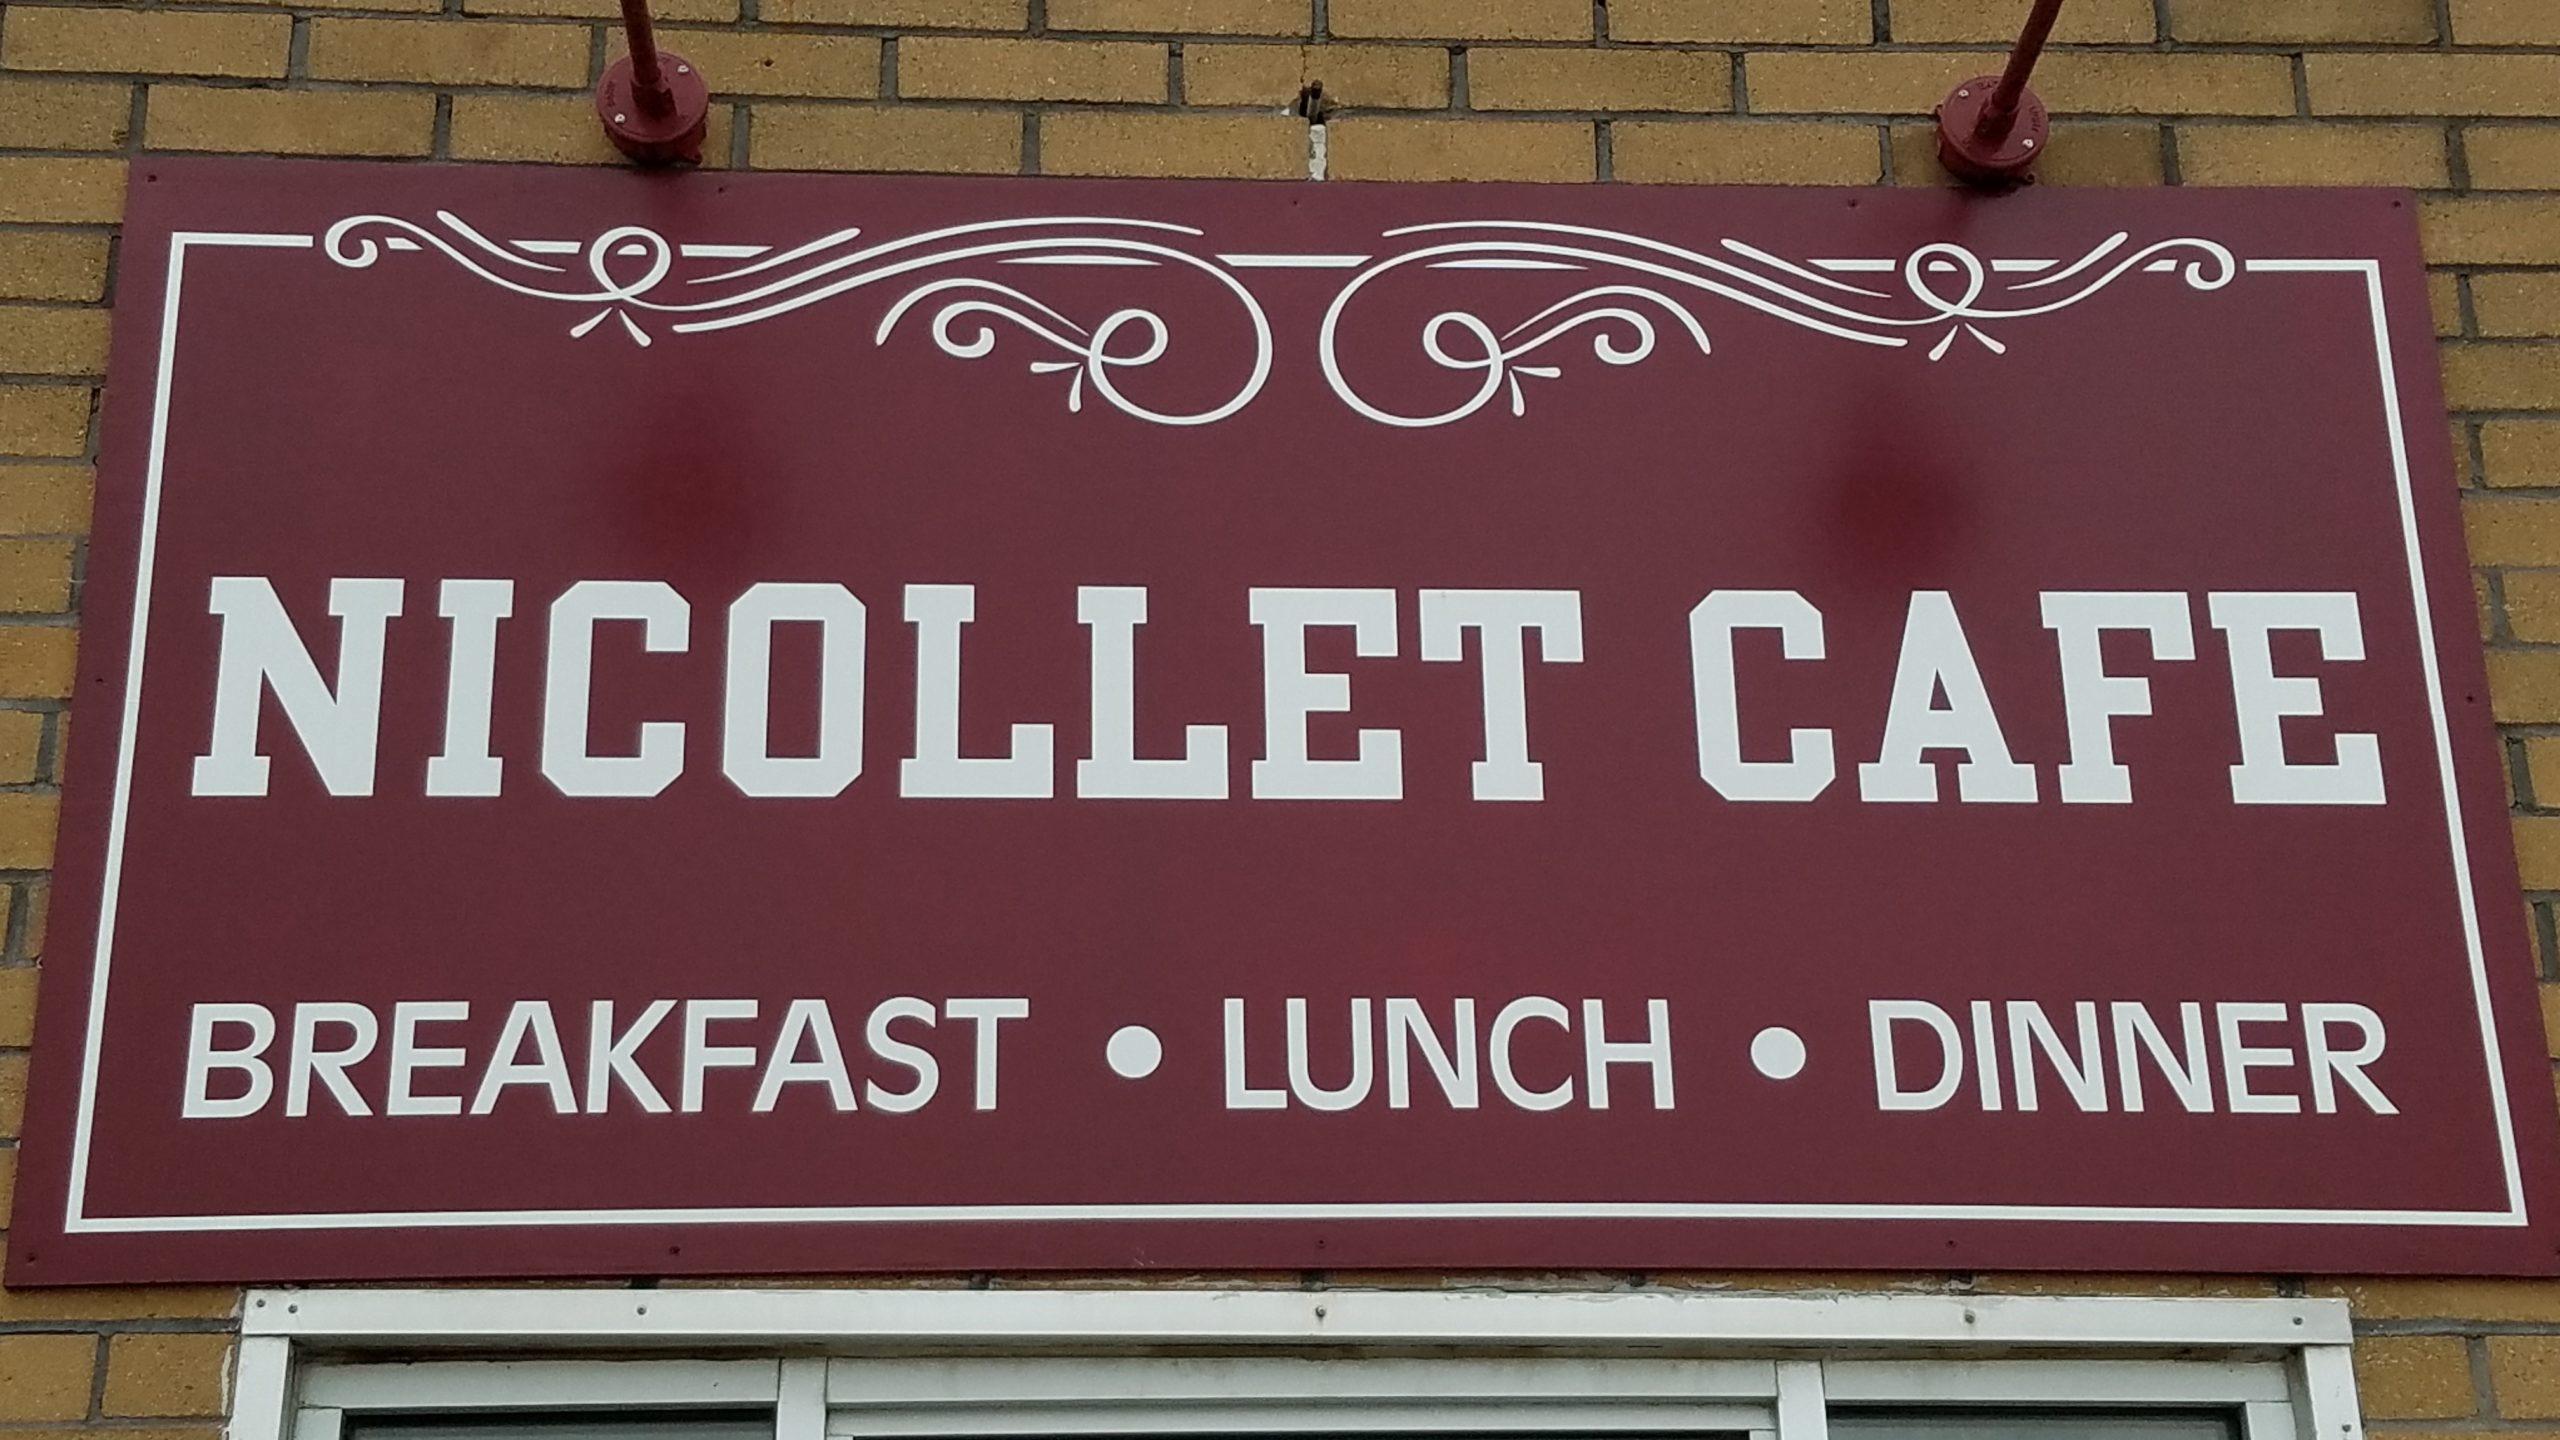 NICOLLET CAFE
BREAKFAST • LUNCH • DINNER